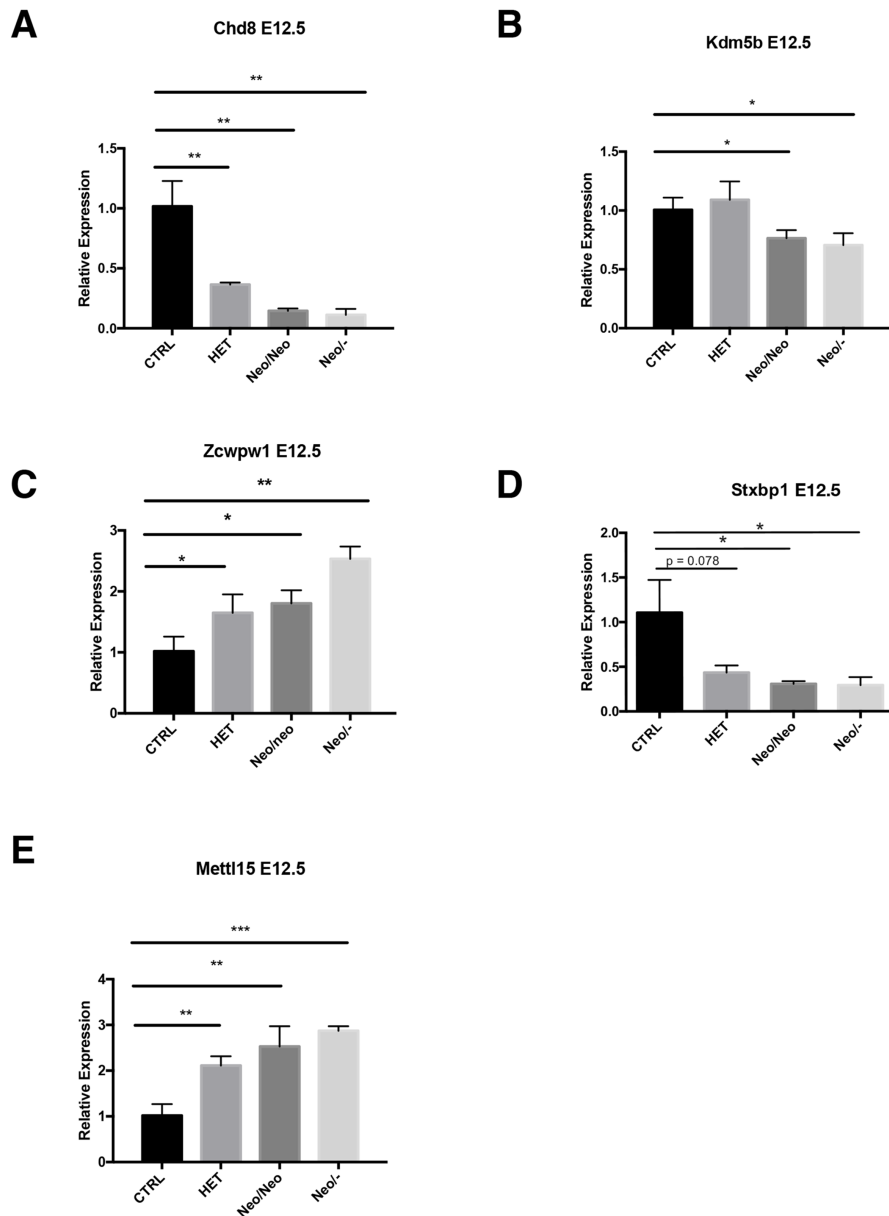 A
Chd8 E12.5
**
**
**
Relative Expression
1.5
1.0
0.5
0.0
CTRL
HET
Neo/Neo
Neo/-
B
Kdm5b E12.5
*
*
Relative Expression
1.5
1.0
0.5
0.0
CTRL
HET
Neo/Neo
Neo/-
C
Zcwpw1 E12.5
**
*
*
Relative Expression
3
2
1
0
CTRL
HET
Neo/neo
Neo/-
D
Stxbp1 E12.5
*
*
p = 0.078
Relative Expression
2.0
1.5
1.0
0.5
0.0
CTRL
HET
Neo/Neo
Neo/-
E
Mettl15 E12.5
***
**
**
Relative Expression
4
3
2
1
0
CTRL
HET
Neo/Neo
Neo/-